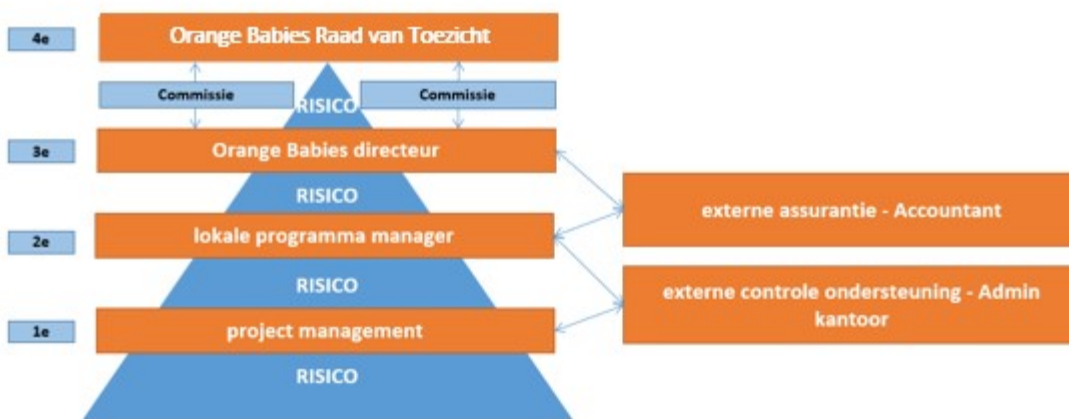 4e
Orange Babies Raad van Toezicht
Commissie
Commissie
RISICO
3e
Orange Babies directeur
RISICO
externe assurantie - Accountant
2e
lokale programma manager
RISICO
externe controle ondersteuning - Admin
kantoor
1e
project management
RISICO